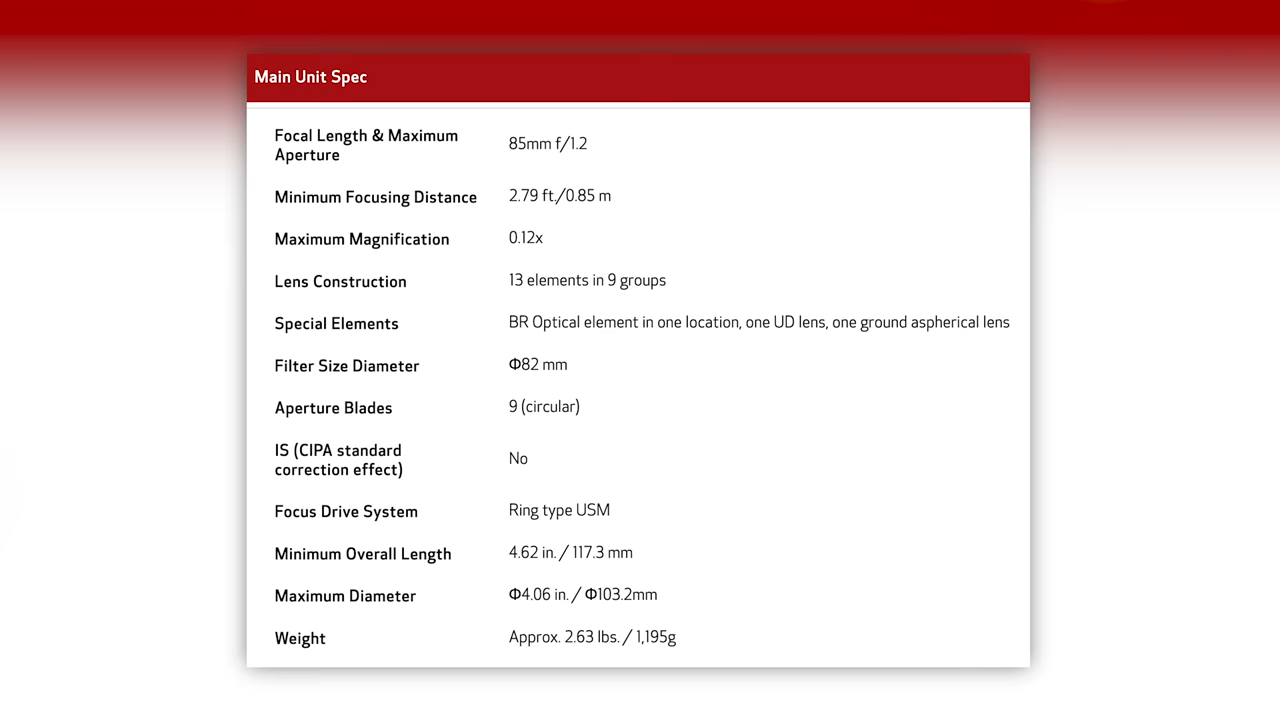 Main Unit Spec
Focal Length & Maximum
Aperture
85mm f/1.2
Minimum Focusing Distance
2.79 ft./0.85 m
Maximum Magnification
0.12x
Lens Construction
13 elements in 9 groups
Special Elements
BR Optical element in one location, one UD lens, one ground aspherical lens
Filter Size Diameter
Φ82 mm
Aperture Blades
9 (circular)
IS (CIPA standard
correction effect)
No
Focus Drive System
Ring type USM
Minimum Overall Length
4.62 in. / 117.3 mm
Maximum Diameter
Φ4.06 in. / Φ103.2mm
Weight
Approx. 2.63 lbs. / 1,195g